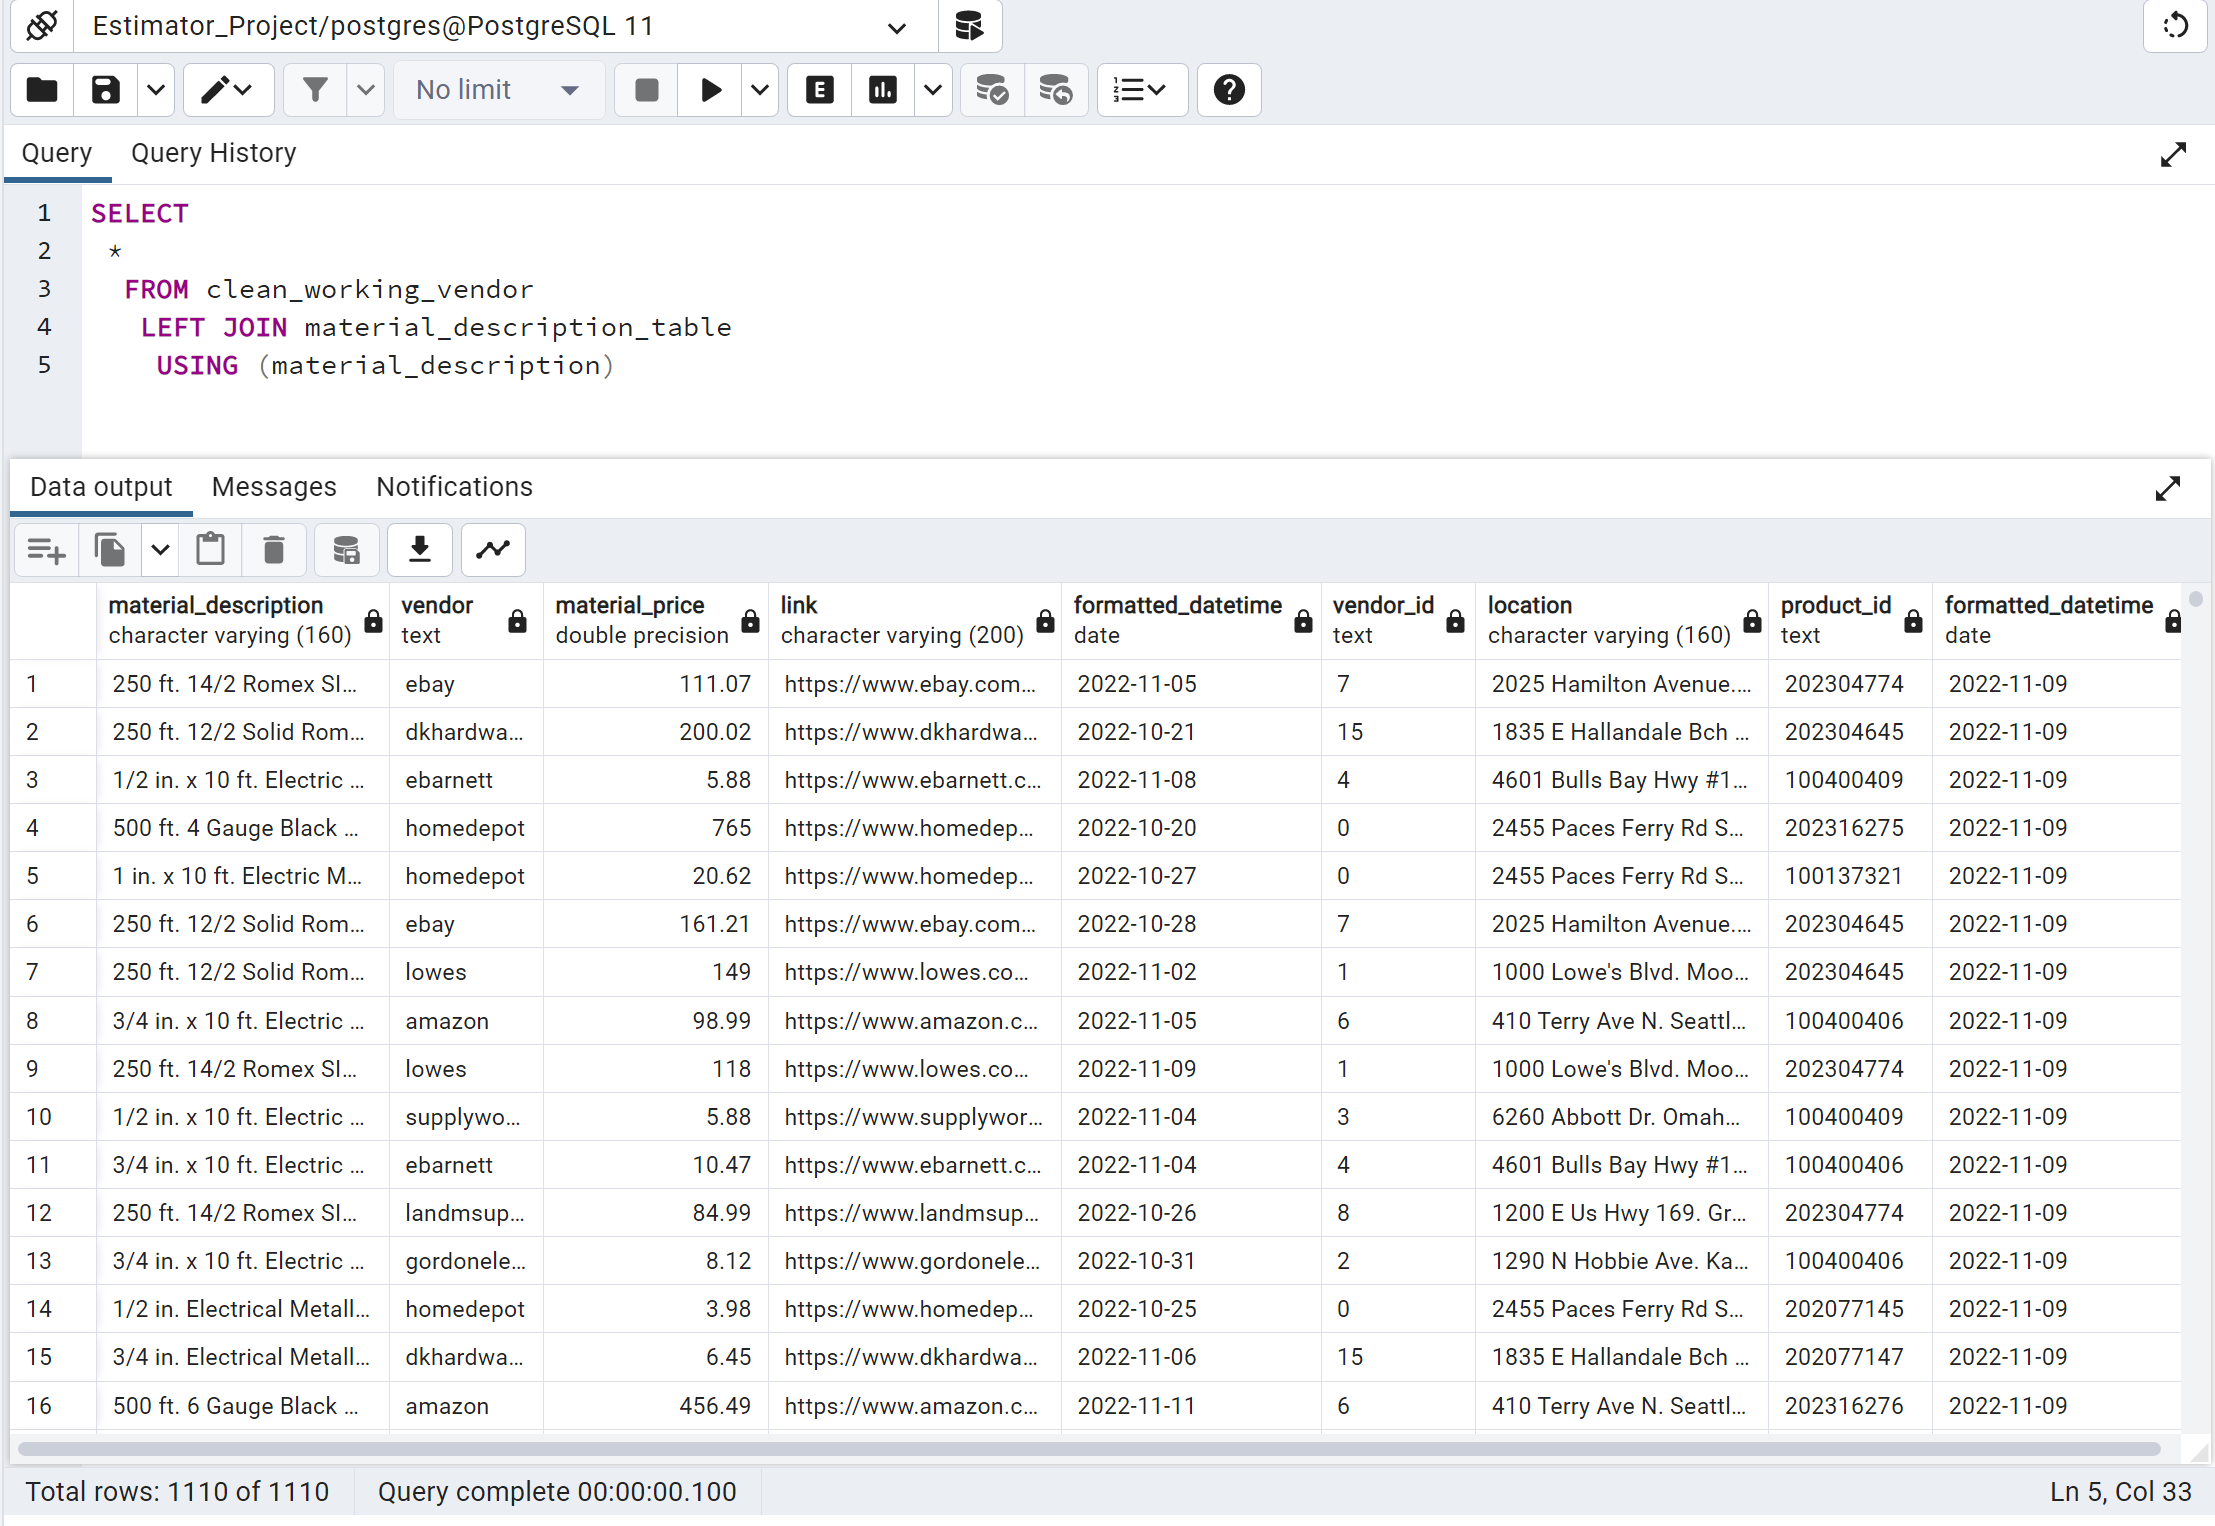 Estimator_Project/postgres@PostgreSQL 11
No limit
Query Query History
1 SELECT
2 *
3 FROM clean_working_vendor
4 LEFT JOIN material_description_table
5 USING (material_description)
Data output Messages Notifications
material_description vendor material_price link formatted_datetime vendor_id location product_id formatted_datetime
character varying (160) text double precision character varying (200) date text character varying (160) text date
1 250 ft. 14/2 Romex SI... ebay 111.07 https://www.ebay.com... 2022-11-05 7 2025 Hamilton Avenue.... 202304774 2022-11-09
2 250 ft. 12/2 Solid Rom... dkhardwa... 200.02 https://www.dkhardwa... 2022-10-21 15 1835 E Hallandale Bch ... 202304645 2022-11-09
3 1/2 in. x 10 ft. Electric ... ebarnett 5.88 https://www.ebarnett.c... 2022-11-08 4 4601 Bulls Bay Hwy #1... 100400409 2022-11-09
4 500 ft. 4 Gauge Black ... homedepot 765 https://www.homedep... 2022-10-20 0 2455 Paces Ferry Rd S... 202316275 2022-11-09
5 1 in. x 10 ft. Electric M... homedepot 20.62 https://www.homedep... 2022-10-27 0 2455 Paces Ferry Rd S... 100137321 2022-11-09
6 250 ft. 12/2 Solid Rom... ebay 161.21 https://www.ebay.com... 2022-10-28 7 2025 Hamilton Avenue.... 202304645 2022-11-09
7 250 ft. 12/2 Solid Rom... lowes 149 https://www.lowes.co... 2022-11-02 1 1000 Lowe's Blvd. Moo... 202304645 2022-11-09
8 3/4 in. x 10 ft. Electric ... amazon 98.99 https://www.amazon.c... 2022-11-05 6 410 Terry Ave N. Seattl... 100400406 2022-11-09
9 250 ft. 14/2 Romex SI... lowes 118 https://www.lowes.co... 2022-11-09 1 1000 Lowe's Blvd. Moo... 202304774 2022-11-09
10 1/2 in. x 10 ft. Electric ... supplywo... 5.88 https://www.supplywor... 2022-11-04 3 6260 Abbott Dr. Omah... 100400409 2022-11-09
11 3/4 in. x 10 ft. Electric ... ebarnett 10.47 https://www.ebarnett.c... 2022-11-04 4 4601 Bulls Bay Hwy #1... 100400406 2022-11-09
12 250 ft. 14/2 Romex SI... landmsup... 84.99 https://www.landmsup... 2022-10-26 8 1200 E Us Hwy 169. Gr... 202304774 2022-11-09
13 3/4 in. x 10 ft. Electric ... gordonele... 8.12 https://www.gordonele... 2022-10-31 2 1290 N Hobbie Ave. Ka... 100400406 2022-11-09
14 1/2 in. Electrical Metall... homedepot 3.98 https://www.homedep... 2022-10-25 0 2455 Paces Ferry Rd S... 202077145 2022-11-09
15 3/4 in. Electrical Metall... dkhardwa... 6.45 https://www.dkhardwa... 2022-11-06 15 1835 E Hallandale Bch ... 202077147 2022-11-09
16 500 ft. 6 Gauge Black ... amazon 456.49 https://www.amazon.c... 2022-11-11 6 410 Terry Ave N. Seattl... 202316276 2022-11-09
Total rows: 1110 of 1110 Query complete 00:00:00.100 Ln 5, Col 33